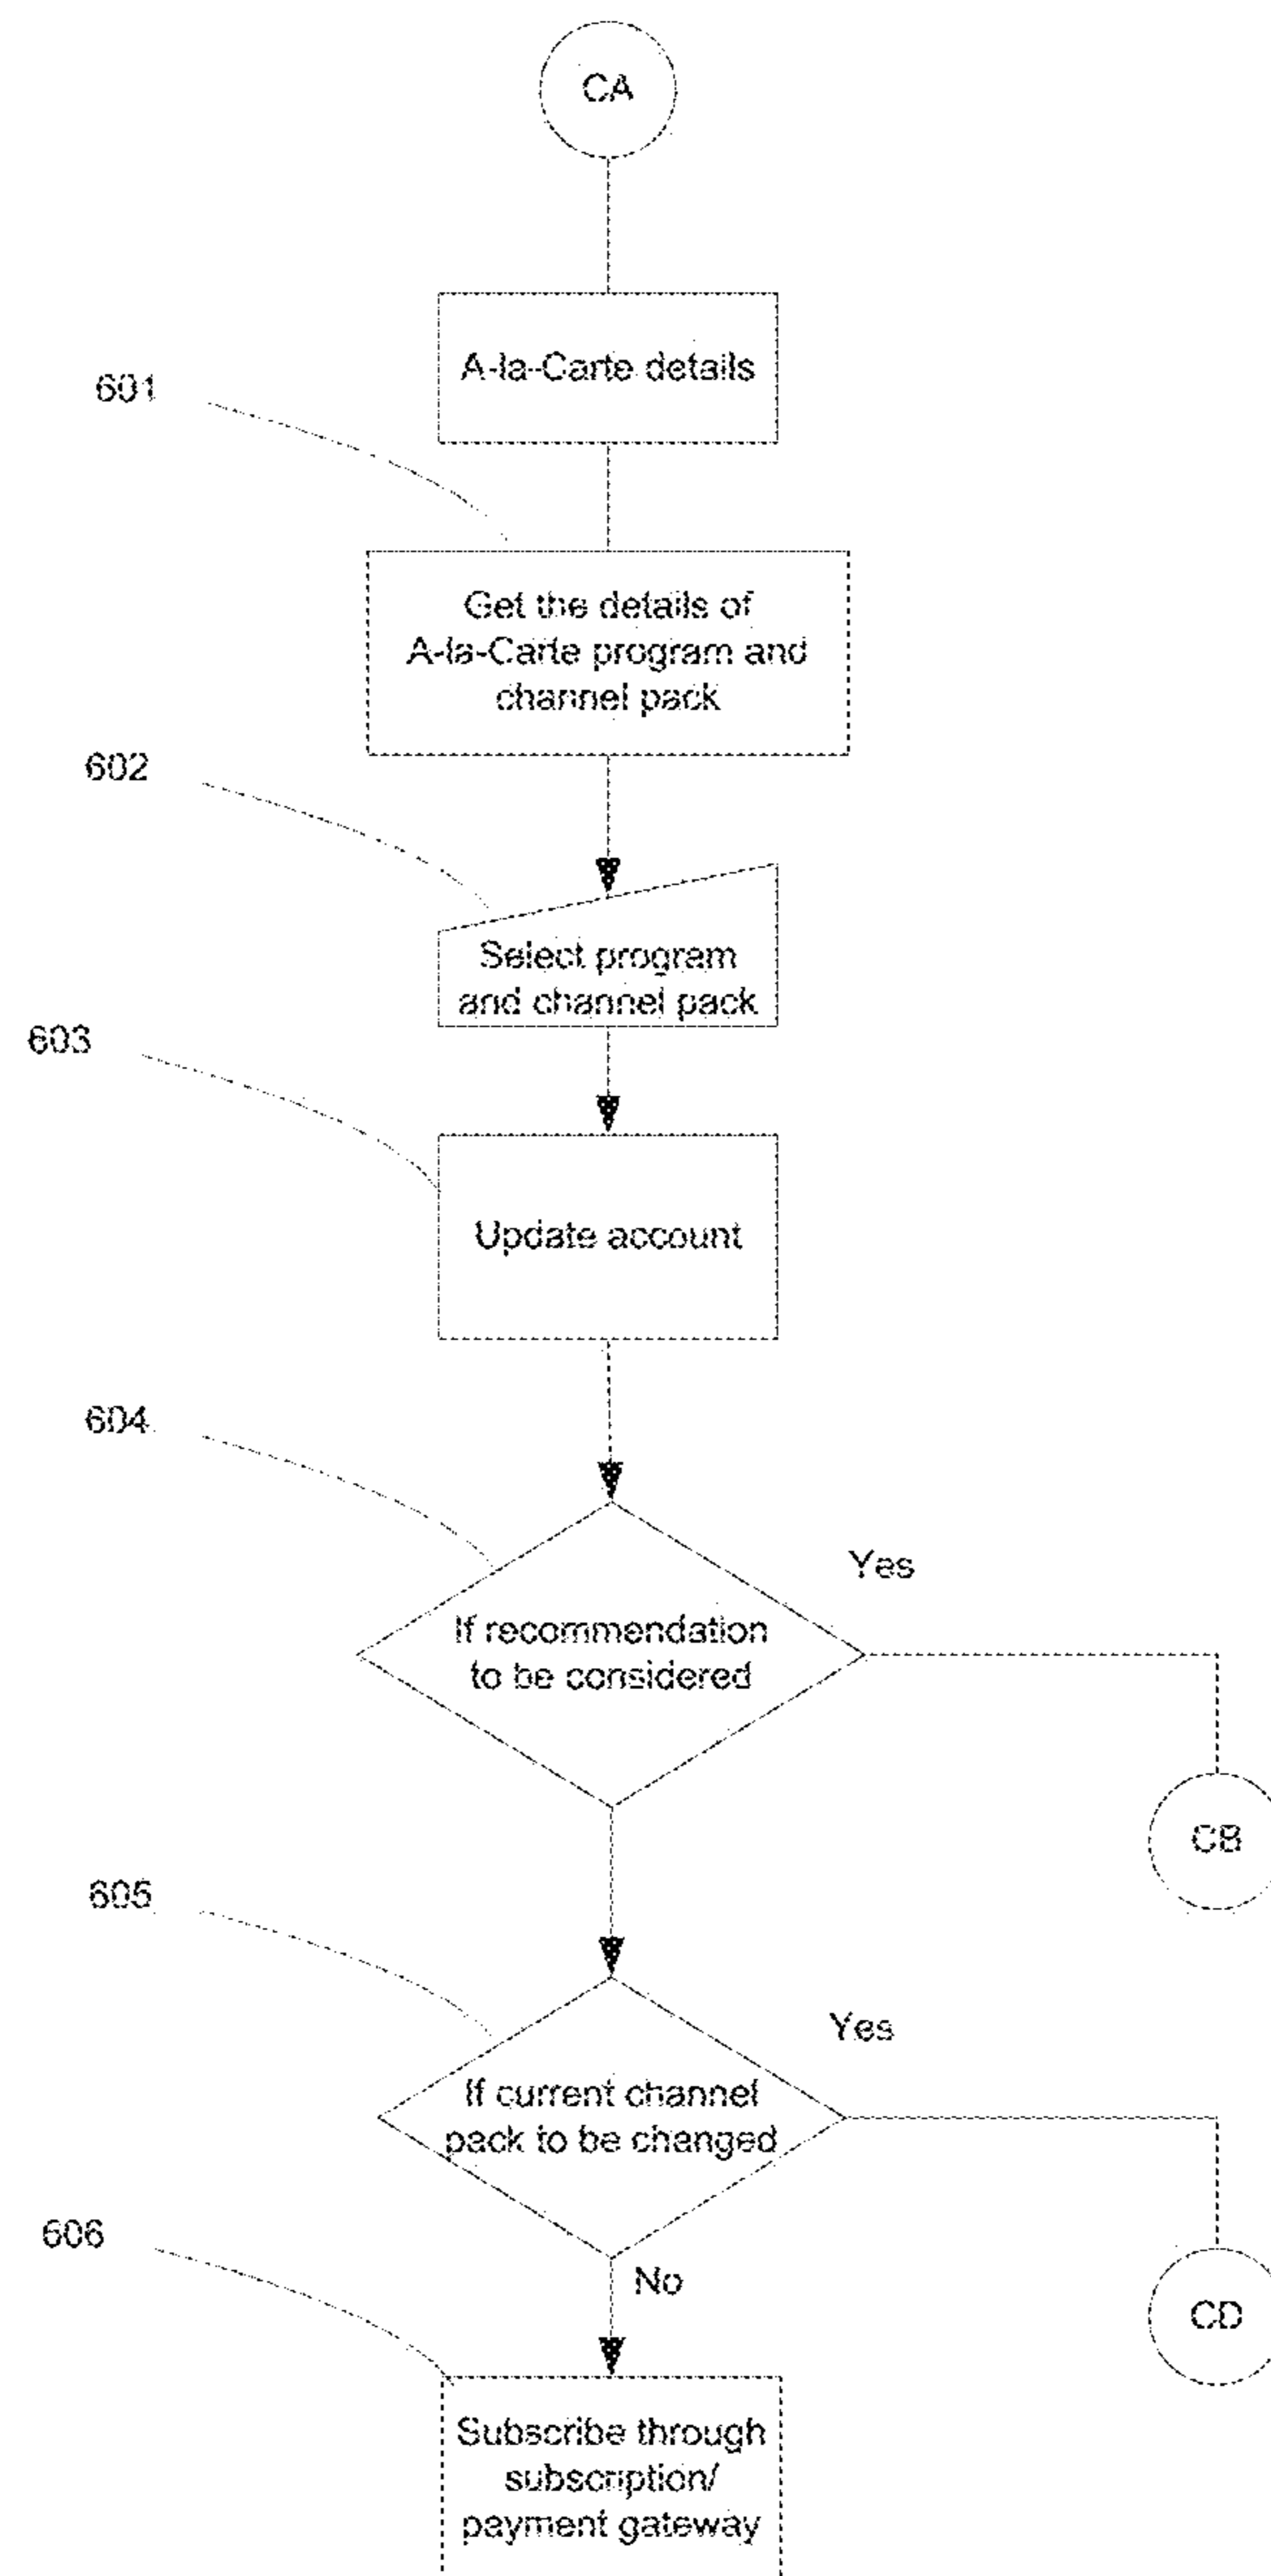 CA
A-la-Carte details
601
Get the details of
A-la-Carte program and
channel pack
602
Select program
and channel pack
603
Update account
604
Yes
If recommendation
to be considered
CB
605
Yes
If current channel
pack to be changed
606
No
CD
Subscribe through
subscription/
payment gateway